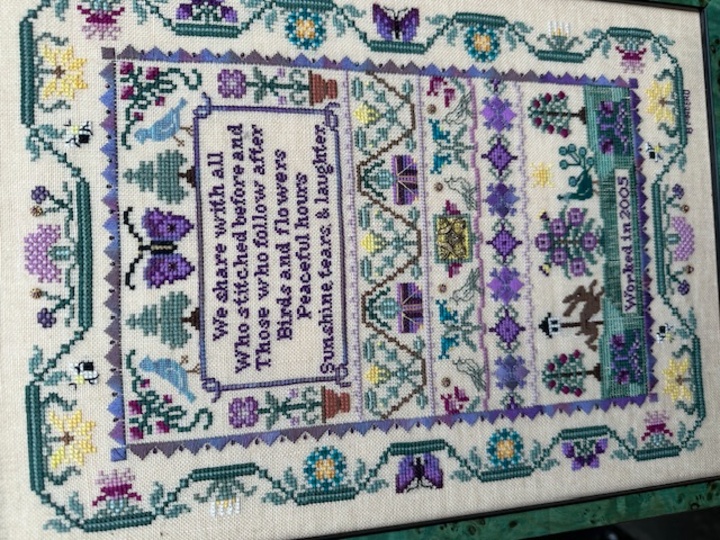 We share with all
Who stitched before and
Those who follow after
Birds and flowers
Peaceful hours
Sunshine, tears, & laughter
Worked in 2005